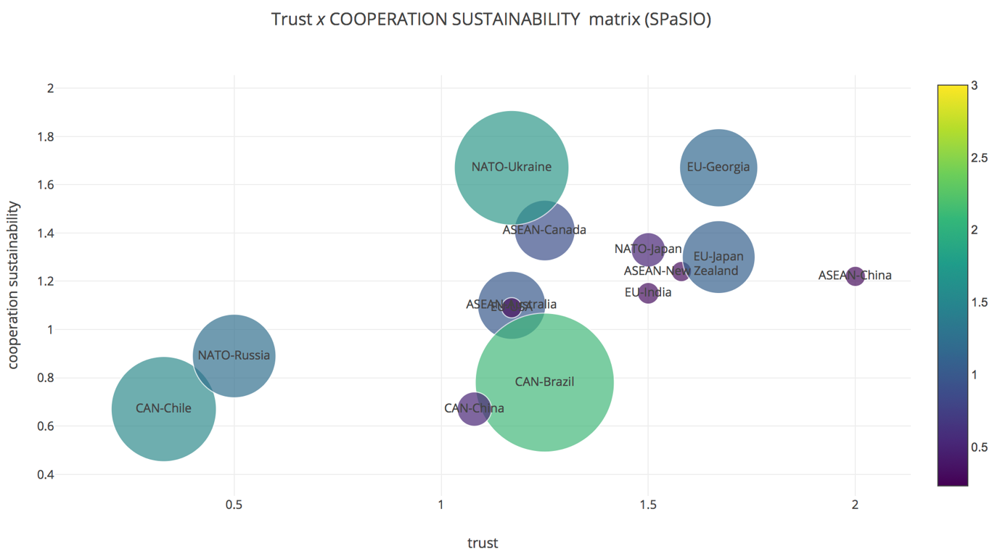 Trust x COOPERATION SUSTAINABILITY matrix (SPaSIO)
cooperation sustainability
2
1.8
1.6
1.4
1.2
1
0.8
0.6
0.4
NATO-Ukraine
EU-Georgia
ASEAN-Canada
NATO-Japan
EU-Japan
ASEAN-New Zealand
ASEAN-China
EU-India
ASEAN-Australia
NATO-Russia
CAN-Brazil
CAN-Chile
CAN-China
0.5
1
1.5
2
trust
3
2.5
2
1.5
1
0.5